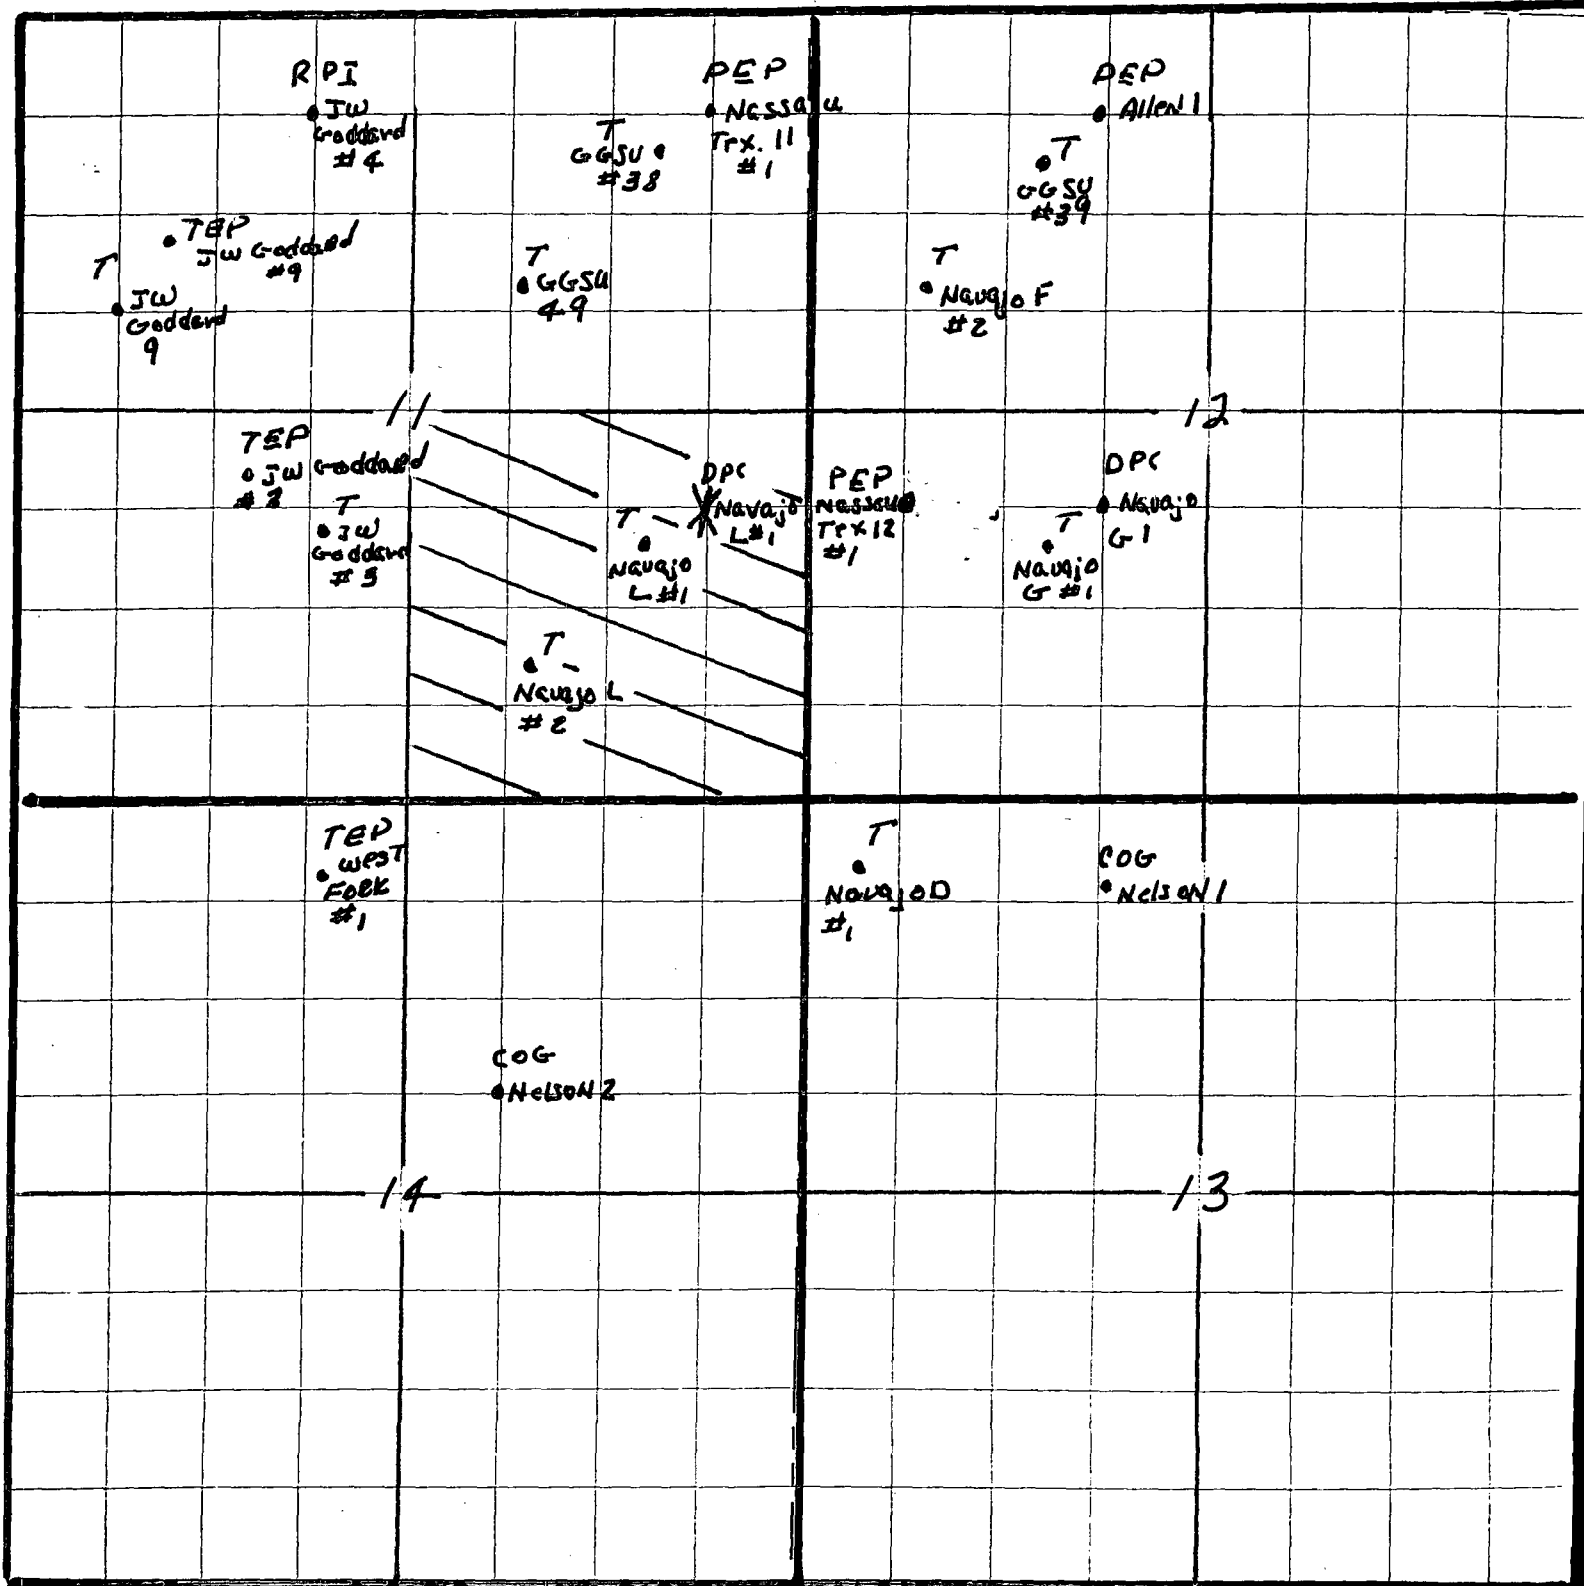 RPI
JW
Goddard
#4
PEP
Nassau
Trx. 11
#1
T
GGSU
#38
PEP
Allen 1
T
GGSU
#39
TEP
JW Goddard
#9
T
JW
Goddard
9
T
GGSU
49
T
Navajo F
#2
11
12
TEP
JW Goddard
T
JW
Goddard
#5
DPC
Navajo
L#1
T
Navajo
L#1
PEP
Nassau
Trx 12
#1
DPC
Navajo
G 1
T
Navajo
G #1
T
Navajo L
#2
TEP
West
Fork
#1
T
Navajo D
#1
COG
Nelson 1
COG
Nelson 2
14
13